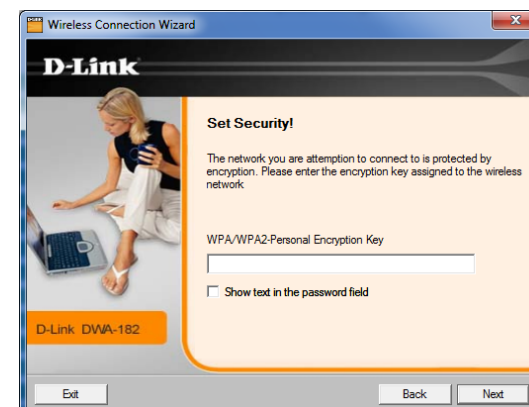 Wireless Connection Wizard
D-Link
Set Security!
The network you are attemption to connect to is protected by
encryption. Please enter the encryption key assigned to the wireless
network
WPA/WPA2-Personal Encryption Key
Show text in the password field
D-Link DWA-182
Exit
Back
Next